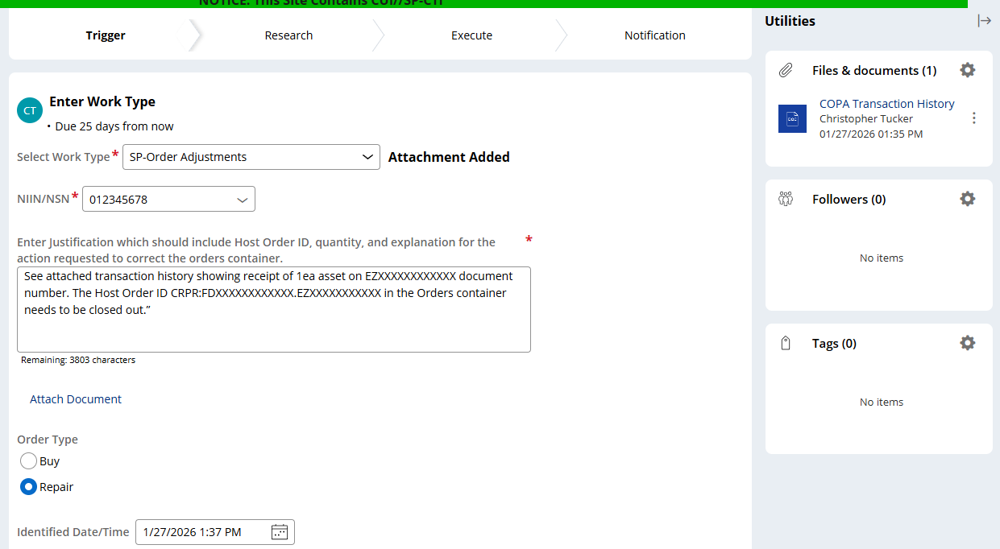 NOTICE: This Site Contains CUI//SP-CTI
Trigger
Research
Execute
Notification
Utilities
Files & documents (1)
COPA Transaction History
Christopher Tucker
01/27/2026 01:35 PM
CT
Enter Work Type
• Due 25 days from now
Select Work Type* SP-Order Adjustments Attachment Added
NIIN/NSN* 012345678
Followers (0)
No items
Enter Justification which should include Host Order ID, quantity, and explanation for the *
action requested to correct the orders container.
See attached transaction history showing receipt of 1ea asset on EZXXXXXXXXXXXX document
number. The Host Order ID CRPR:FDXXXXXXXXXXXX.EZXXXXXXXXXXX in the Orders container
needs to be closed out.”
Remaining: 3803 characters
Tags (0)
No items
Attach Document
Order Type
Buy
Repair
Identified Date/Time 1/27/2026 1:37 PM